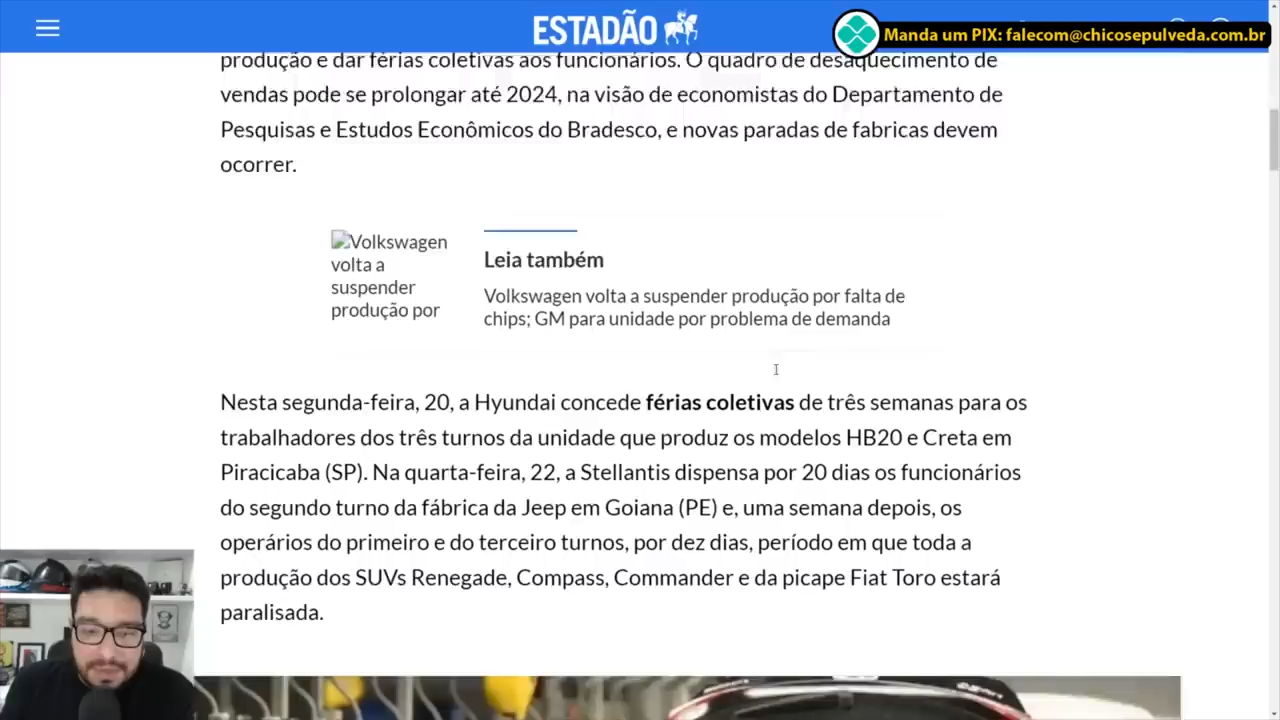 ESTADÃO
Manda um PIX: falecom@chicosepulveda.com.br
produção e dar férias coletivas aos funcionários. O quadro de desaquecimento de
vendas pode se prolongar até 2024, na visão de economistas do Departamento de
Pesquisas e Estudos Econômicos do Bradesco, e novas paradas de fabricas devem
ocorrer.
Volkswagen
volta a
suspender
produção por
Leia também
Volkswagen volta a suspender produção por falta de
chips; GM para unidade por problema de demanda
Nesta segunda-feira, 20, a Hyundai concede férias coletivas de três semanas para os
trabalhadores dos três turnos da unidade que produz os modelos HB20 e Creta em
Piracicaba (SP). Na quarta-feira, 22, a Stellantis dispensa por 20 dias os funcionários
do segundo turno da fábrica da Jeep em Goiana (PE) e, uma semana depois, os
operários do primeiro e do terceiro turnos, por dez dias, período em que toda a
produção dos SUVs Renegade, Compass, Commander e da picape Fiat Toro estará
paralisada.